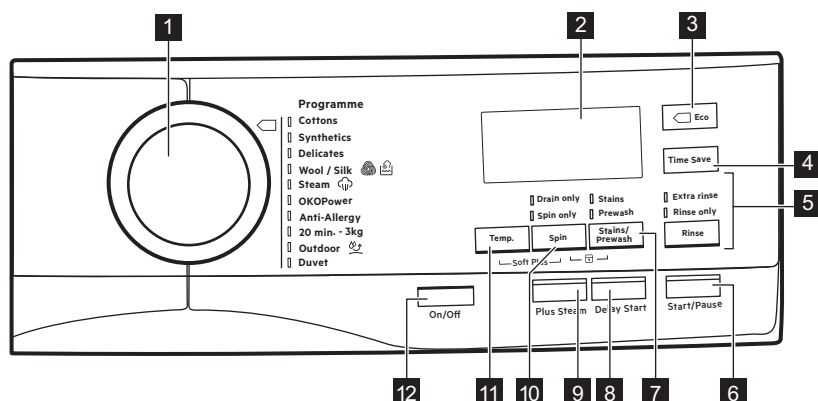 1
2
3
Programme
Cottons
Synthetics
Delicates
Wool / Silk
Steam
OKOPower
Anti-Allergy
20 min. - 3kg
Outdoor
Duvet
Eco
Time Save
4
5
Drain only
Spin only
Stains
Prewash
Extra rinse
Rinse only
Temp.
Spin
Stains/
Prewash
Rinse
Soft Plus
On/Off
Plus Steam
Delay Start
Start/Pause
12
11
10
9
8
7
6